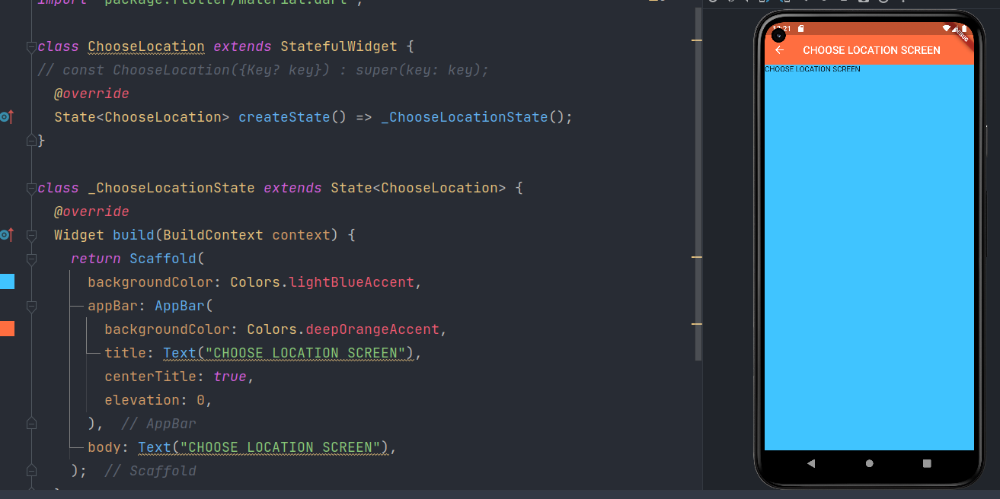 import 'package:flutter/material.dart';
class ChooseLocation extends StatefulWidget {
// const ChooseLocation({Key? key}) : super(key: key);
@override
State<ChooseLocation> createState() => _ChooseLocationState();
}
class _ChooseLocationState extends State<ChooseLocation> {
@override
Widget build(BuildContext context) {
return Scaffold(
backgroundColor: Colors.lightBlueAccent,
appBar: AppBar(
backgroundColor: Colors.deepOrangeAccent,
title: Text("CHOOSE LOCATION SCREEN"),
centerTitle: true,
elevation: 0,
), // AppBar
body: Text("CHOOSE LOCATION SCREEN"),
); // Scaffold
DEBUG
CHOOSE LOCATION SCREEN
CHOOSE LOCATION SCREEN